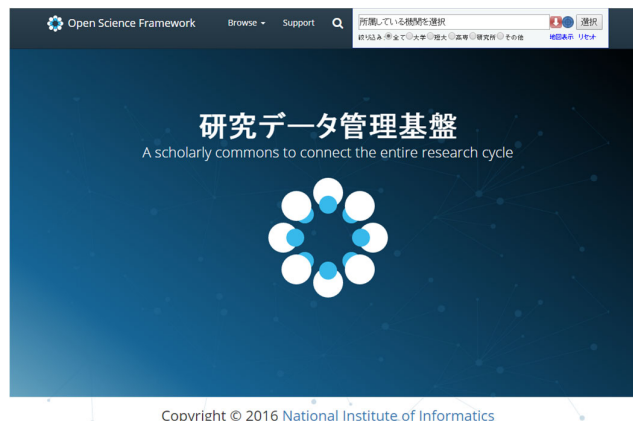 Open Science Framework Browse Support 所属している機関を選択 選択
絞り込み: 全て 大学 短大 高専 研究所 その他 地図表示 リセット
研究データ管理基盤
A scholarly commons to connect the entire research cycle
Copyright © 2016 National Institute of Informatics